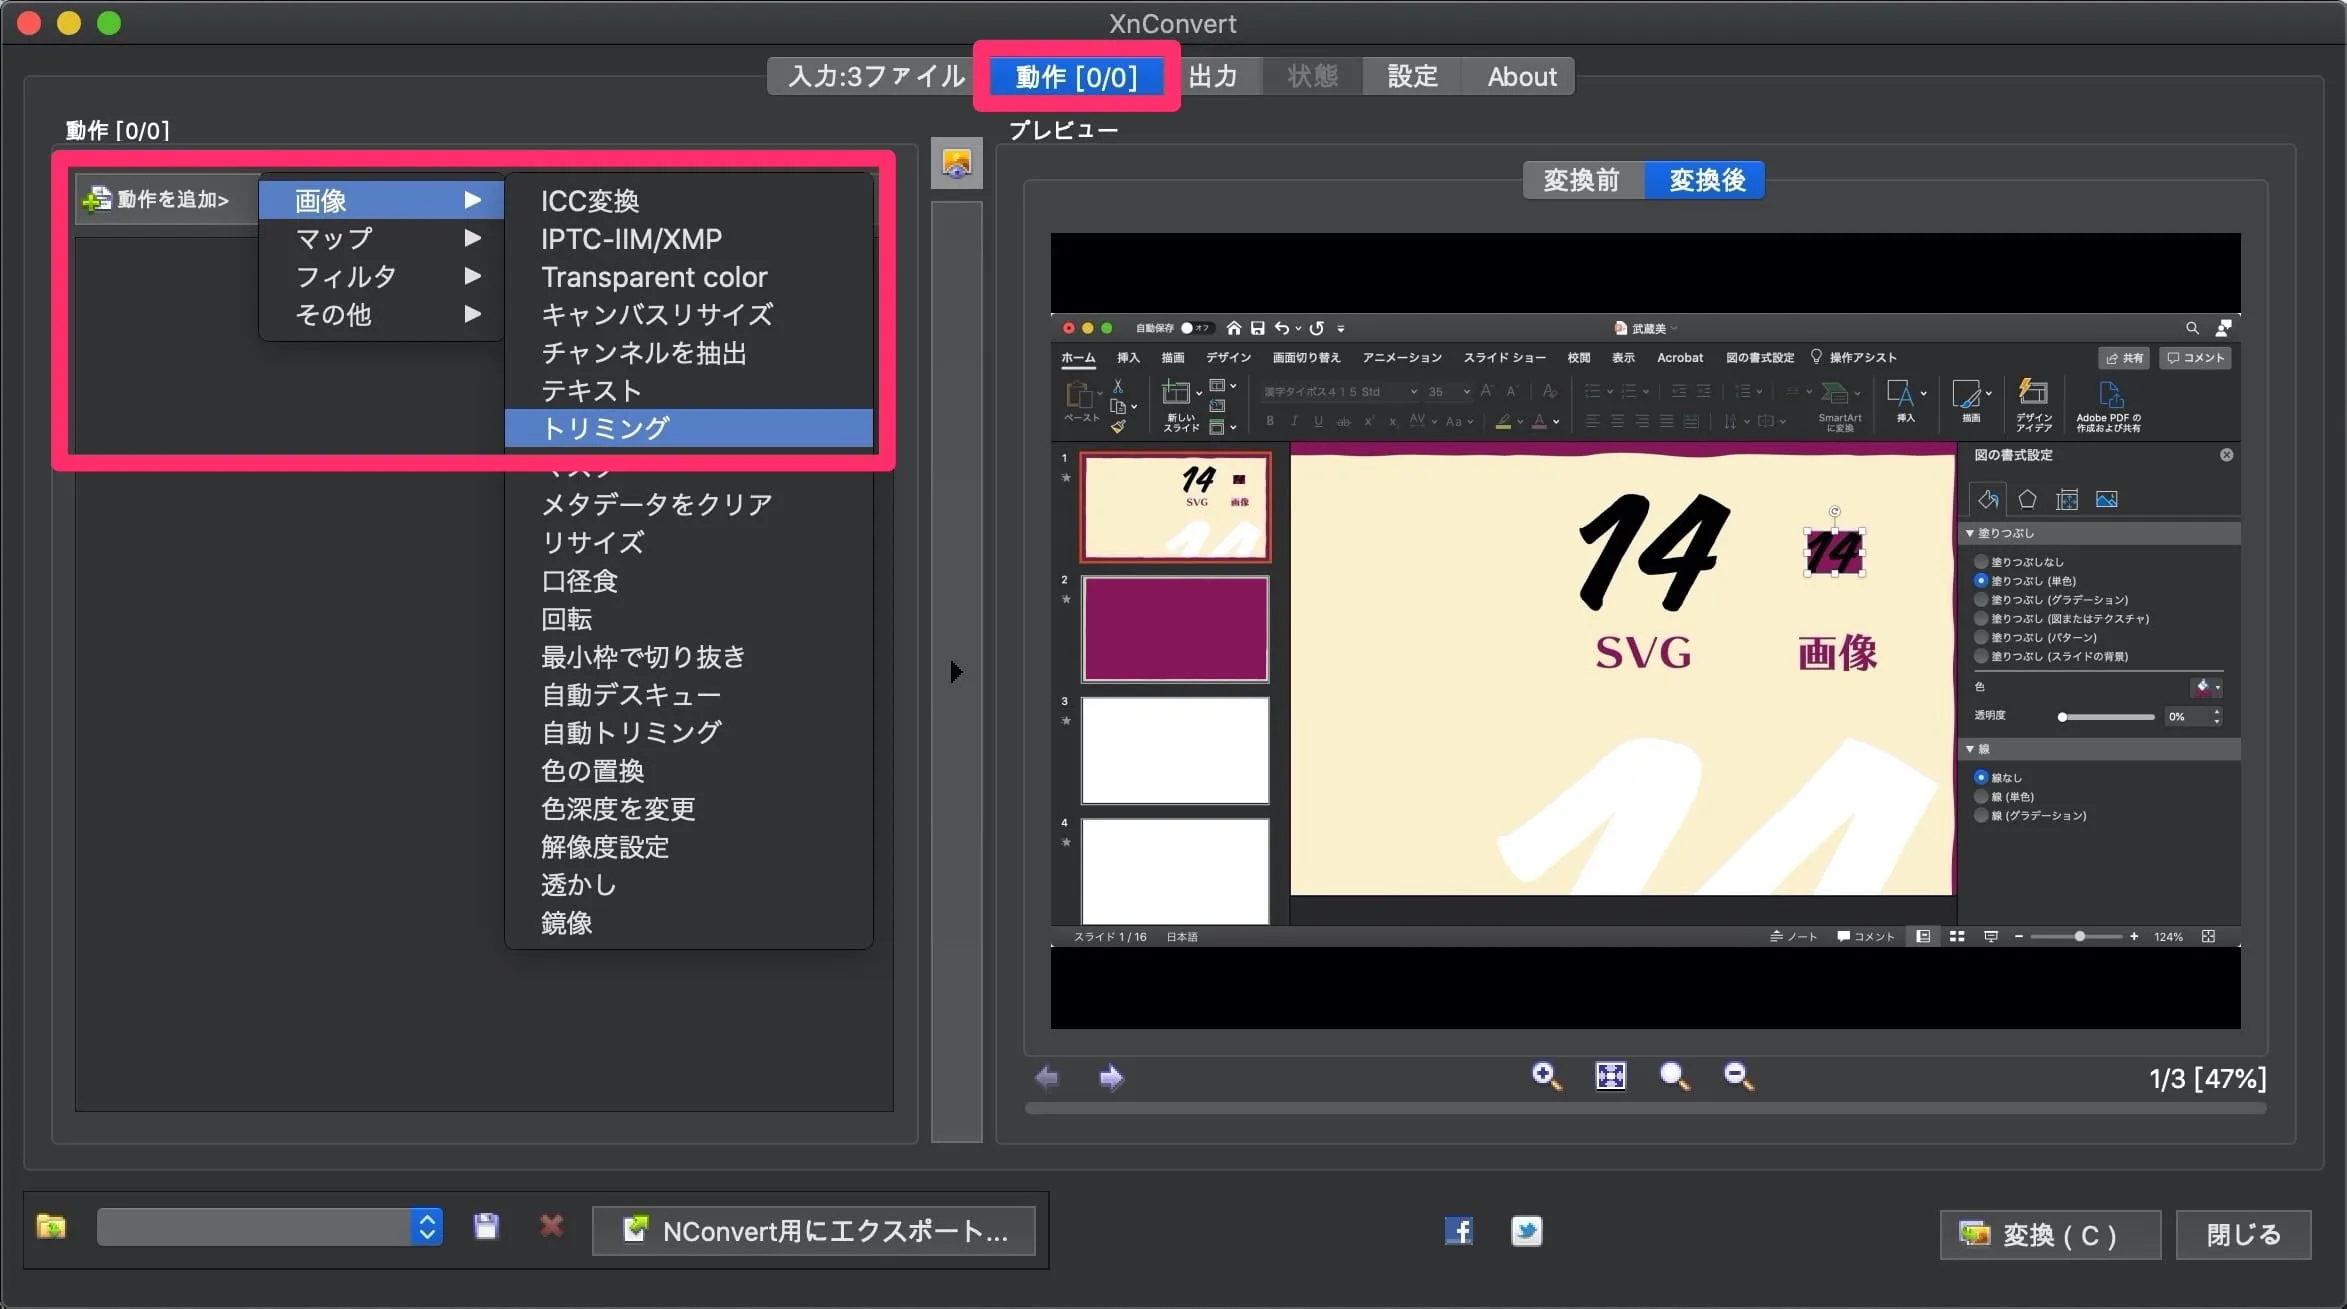 XnConvert
入力:3ファイル
動作 [0/0]
出力
状態
設定
About
動作 [0/0]
動作を追加>
画像
マップ
フィルタ
その他
ICC変換
IPTC-IIM/XMP
Transparent color
キャンバスリサイズ
チャンネルを抽出
テキスト
トリミング
メタデータをクリア
リサイズ
口径食
回転
最小枠で切り抜き
自動デスキュー
自動トリミング
色の置換
色深度を変更
解像度設定
透かし
鏡像
プレビュー
変換前
変換後
自動保存
オフ
武蔵美
ホーム
挿入
描画
デザイン
画面切り替え
アニメーション
スライド ショー
校閲
表示
Acrobat
図の書式設定
操作アシスト
共有
コメント
ペースト
新しい
スライド
漢字タイポス４１５ Std
35
SmartArt
に変換
挿入
描画
デザイン
アイデア
Adobe PDF の
作成および共有
1
14
SVG
画像
2
3
4
14
14
SVG
画像
14
図の書式設定
塗りつぶし
塗りつぶしなし
塗りつぶし (単色)
塗りつぶし (グラデーション)
塗りつぶし (図またはテクスチャ)
塗りつぶし (パターン)
塗りつぶし (スライドの背景)
色
透明度
0%
線
線なし
線 (単色)
線 (グラデーション)
スライド 1 / 16
日本語
ノート
コメント
124%
1/3 [47%]
NConvert用にエクスポート...
変換 ( C )
閉じる